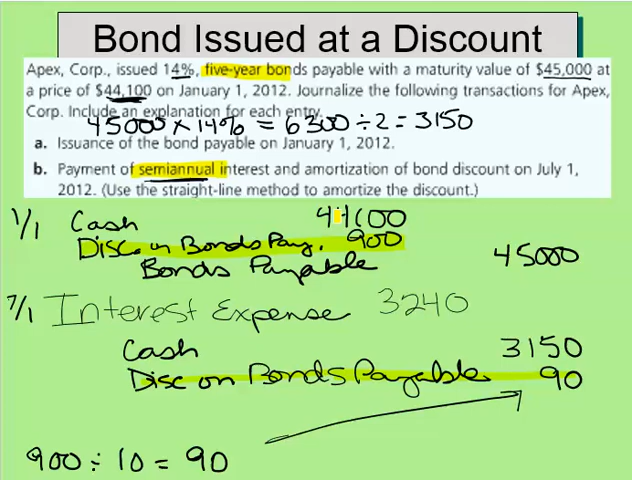 Bond Issued at a Discount
Apex, Corp., issued 14%, five-year bonds payable with a maturity value of $45,000 at
a price of $44,100 on January 1, 2012. Journalize the following transactions for Apex,
Corp. Include an explanation for each entry.
45000 x 14% = 6300 ÷ 2 = 3150
a. Issuance of the bond payable on January 1, 2012.
b. Payment of semiannual interest and amortization of bond discount on July 1,
2012. (Use the straight-line method to amortize the discount.)
1/1 Cash 44100
Disc. on Bonds Pay. 900
Bonds Payable 45000
7/1 Interest Expense 3240
Cash 3150
Disc on Bonds Payable 90
900 ÷ 10 = 90